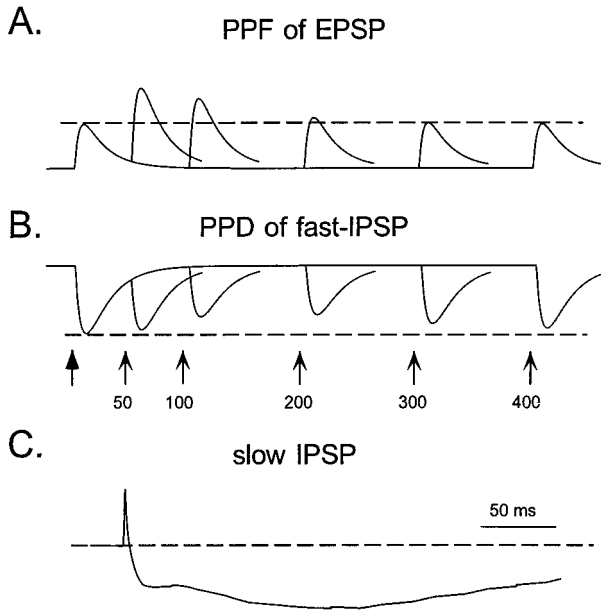 A.
PPF of EPSP
B.
PPD of fast-IPSP
50
100
200
300
400
C.
slow IPSP
50 ms